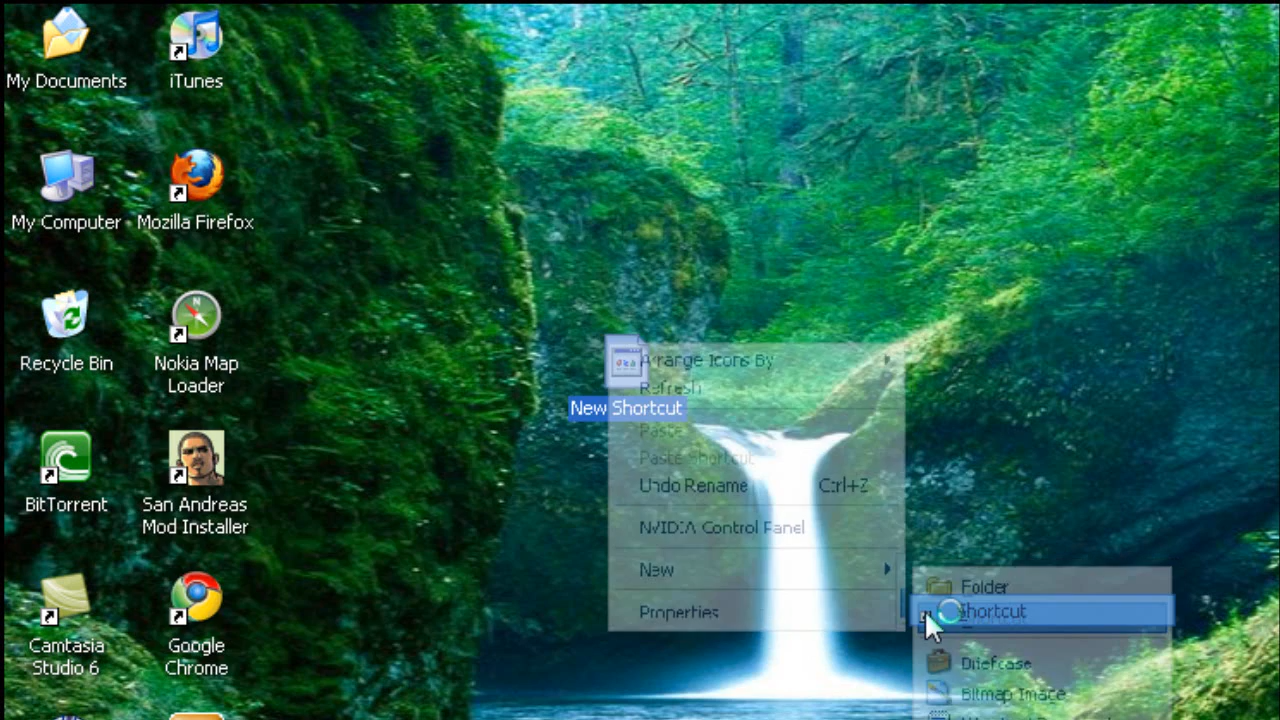 My Documents
iTunes
My Computer
Mozilla Firefox
Recycle Bin
Nokia Map
Loader
BitTorrent
San Andreas
Mod Installer
Camtasia
Studio 6
Google
Chrome
New Shortcut
Arrange Icons By
Refresh
Paste
Paste Shortcut
Undo Rename Ctrl+Z
NVIDIA Control Panel
New
Properties
Folder
Shortcut
Briefcase
Bitmap Image